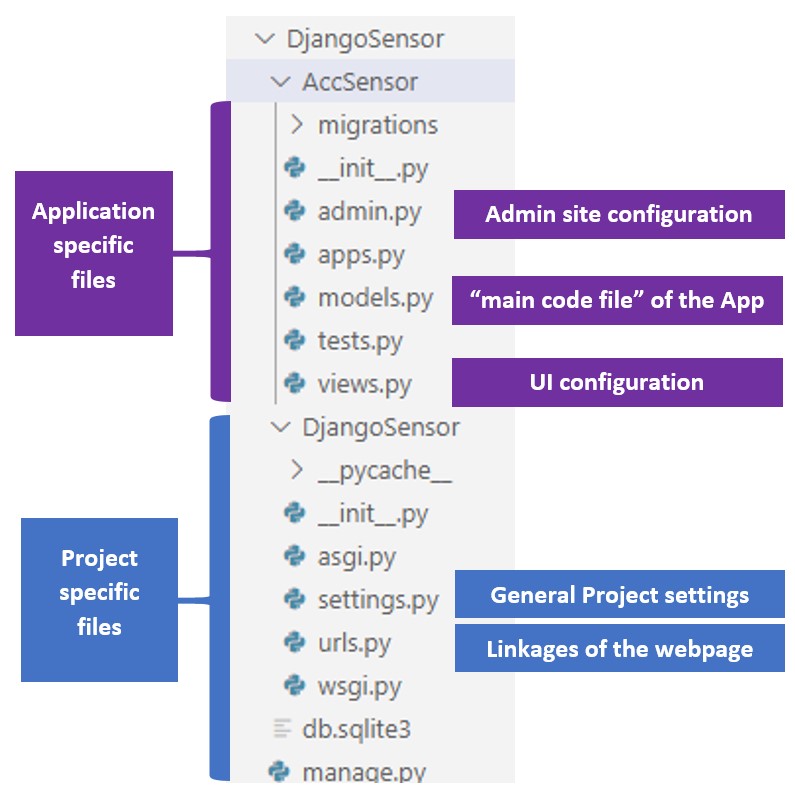 DjangoSensor
AccSensor
migrations
__init__.py
Application
specific
files
admin.py
Admin site configuration
apps.py
models.py
“main code file” of the App
tests.py
views.py
UI configuration
DjangoSensor
__pycache__
__init__.py
Project
specific
files
asgi.py
settings.py
General Project settings
urls.py
Linkages of the webpage
wsgi.py
db.sqlite3
manage.py